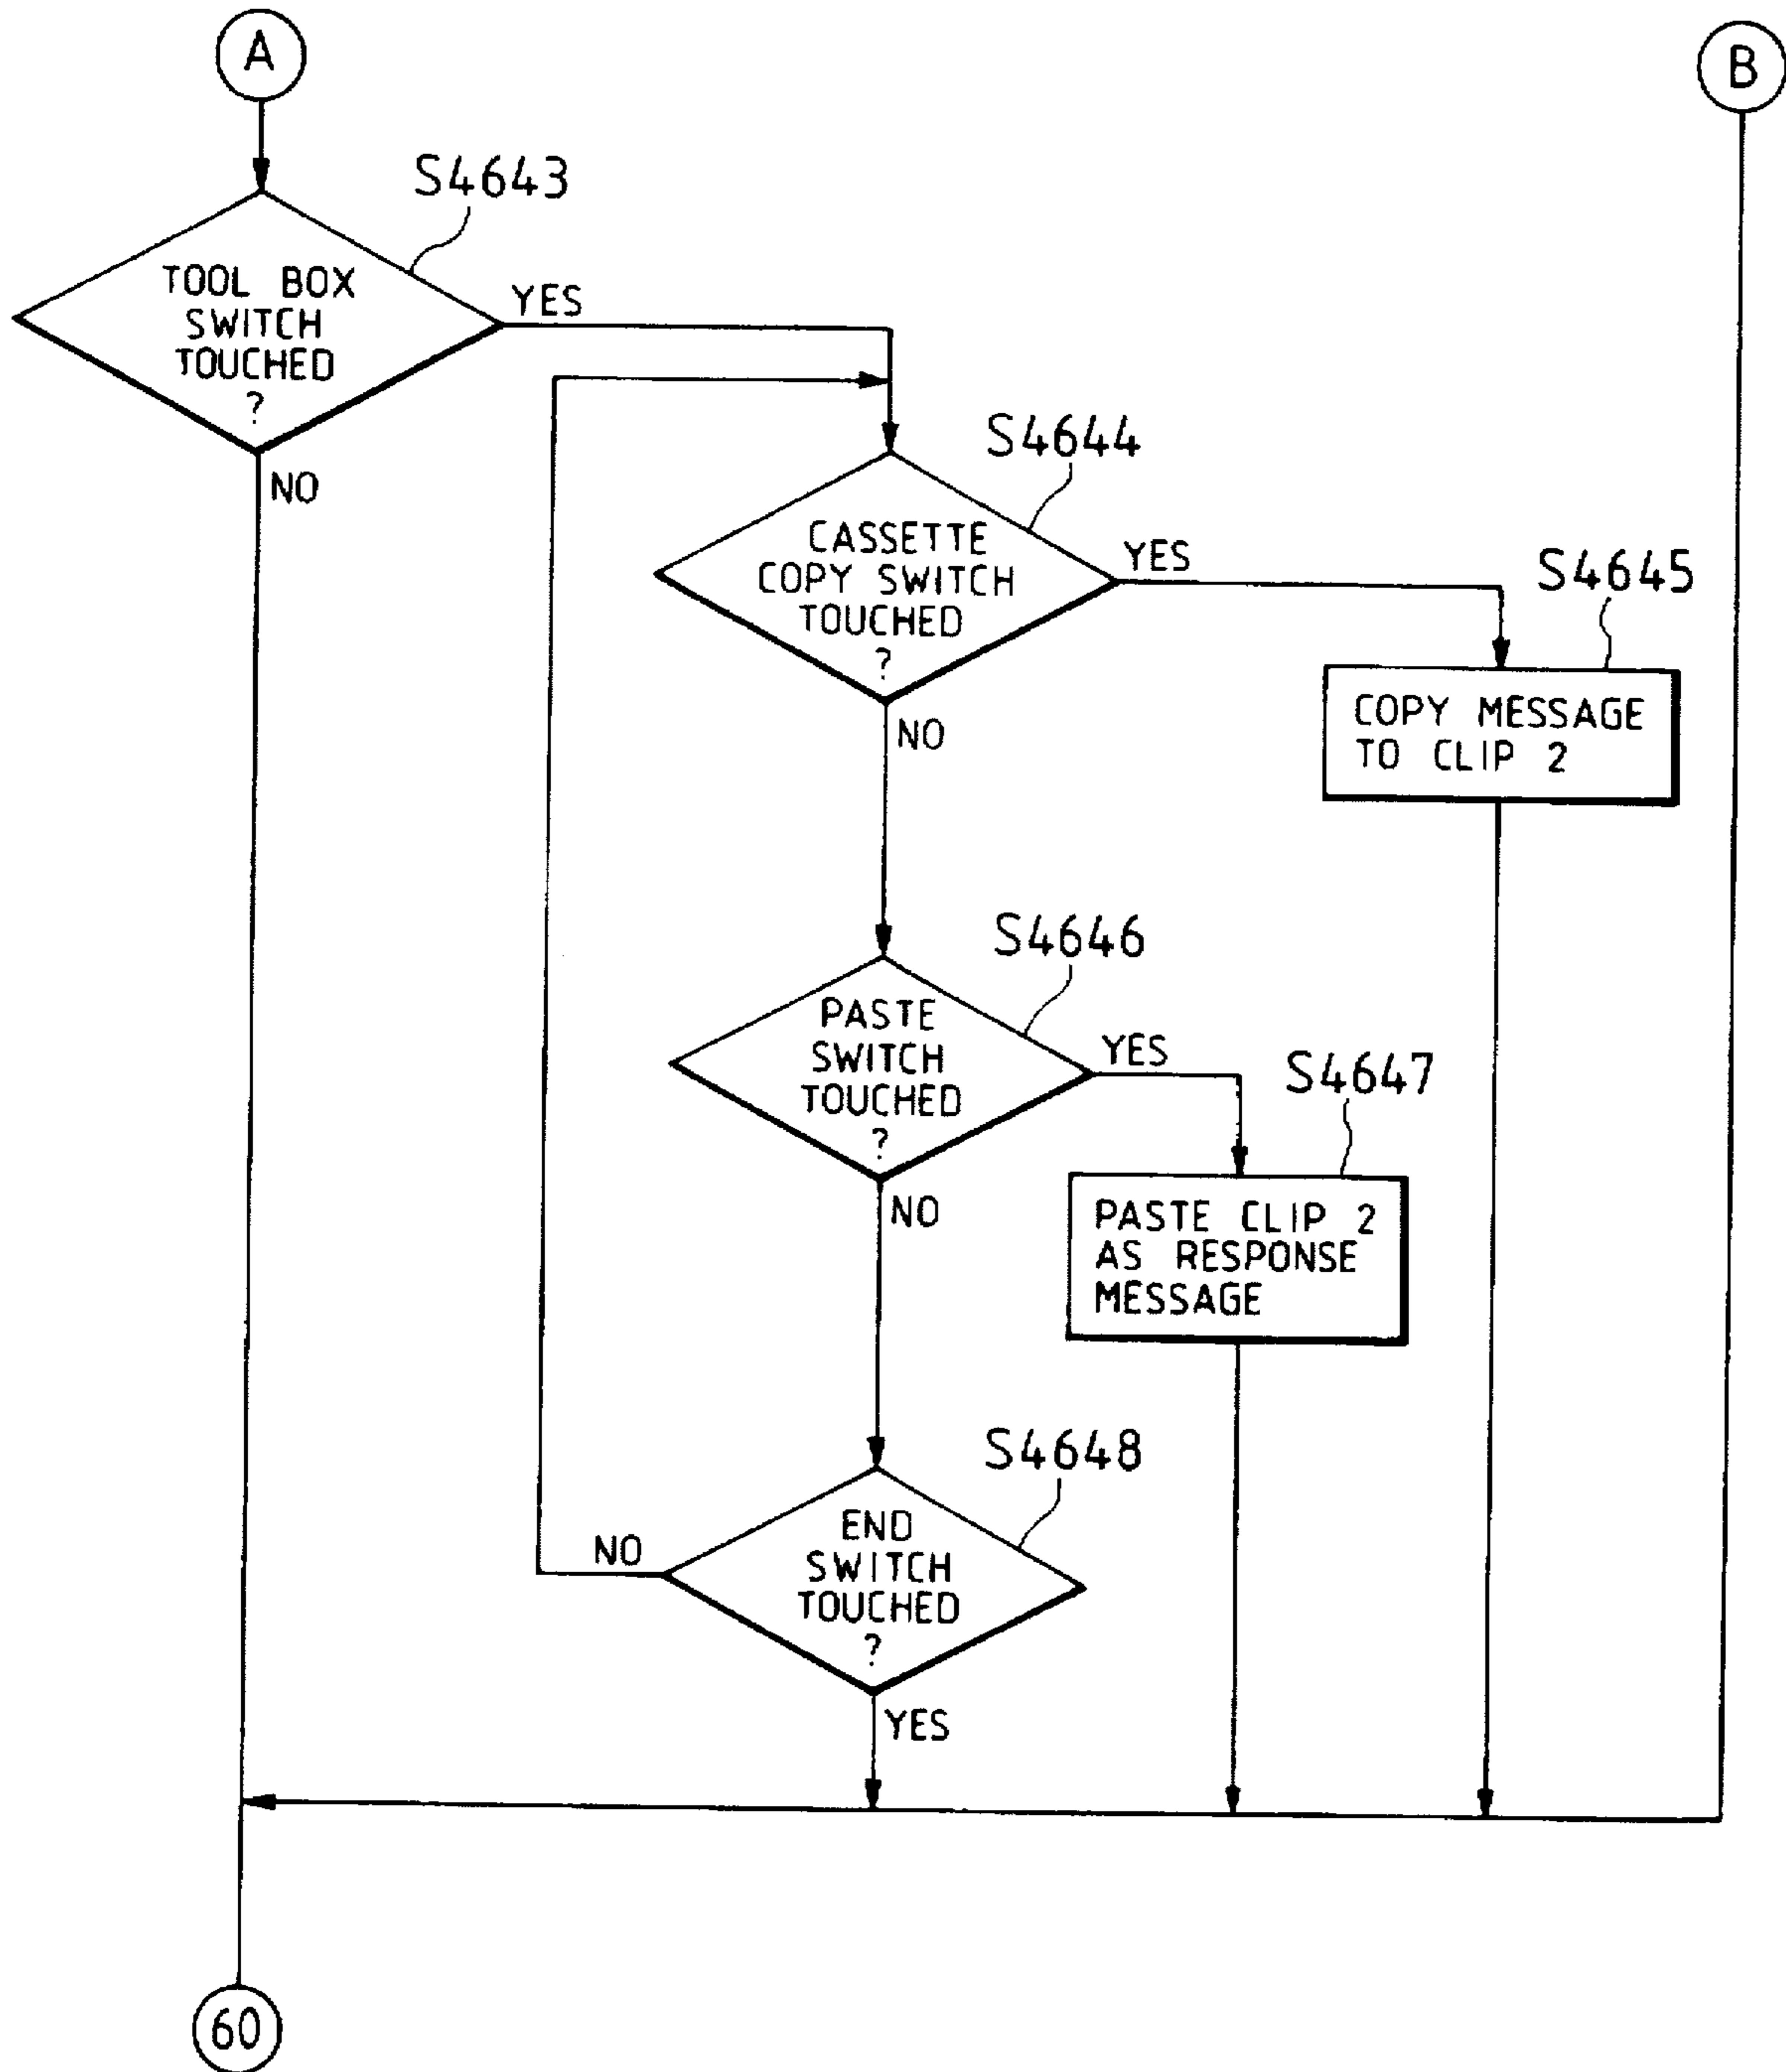 A
B
S4643
TOOL BOX
SWITCH
TOUCHED
?
YES
NO
S4644
CASSETTE
COPY SWITCH
TOUCHED
?
YES
NO
S4645
COPY MESSAGE
TO CLIP 2
S4646
PASTE
SWITCH
TOUCHED
?
YES
NO
S4647
PASTE CLIP 2
AS RESPONSE
MESSAGE
S4648
END
SWITCH
TOUCHED
?
NO
YES
60